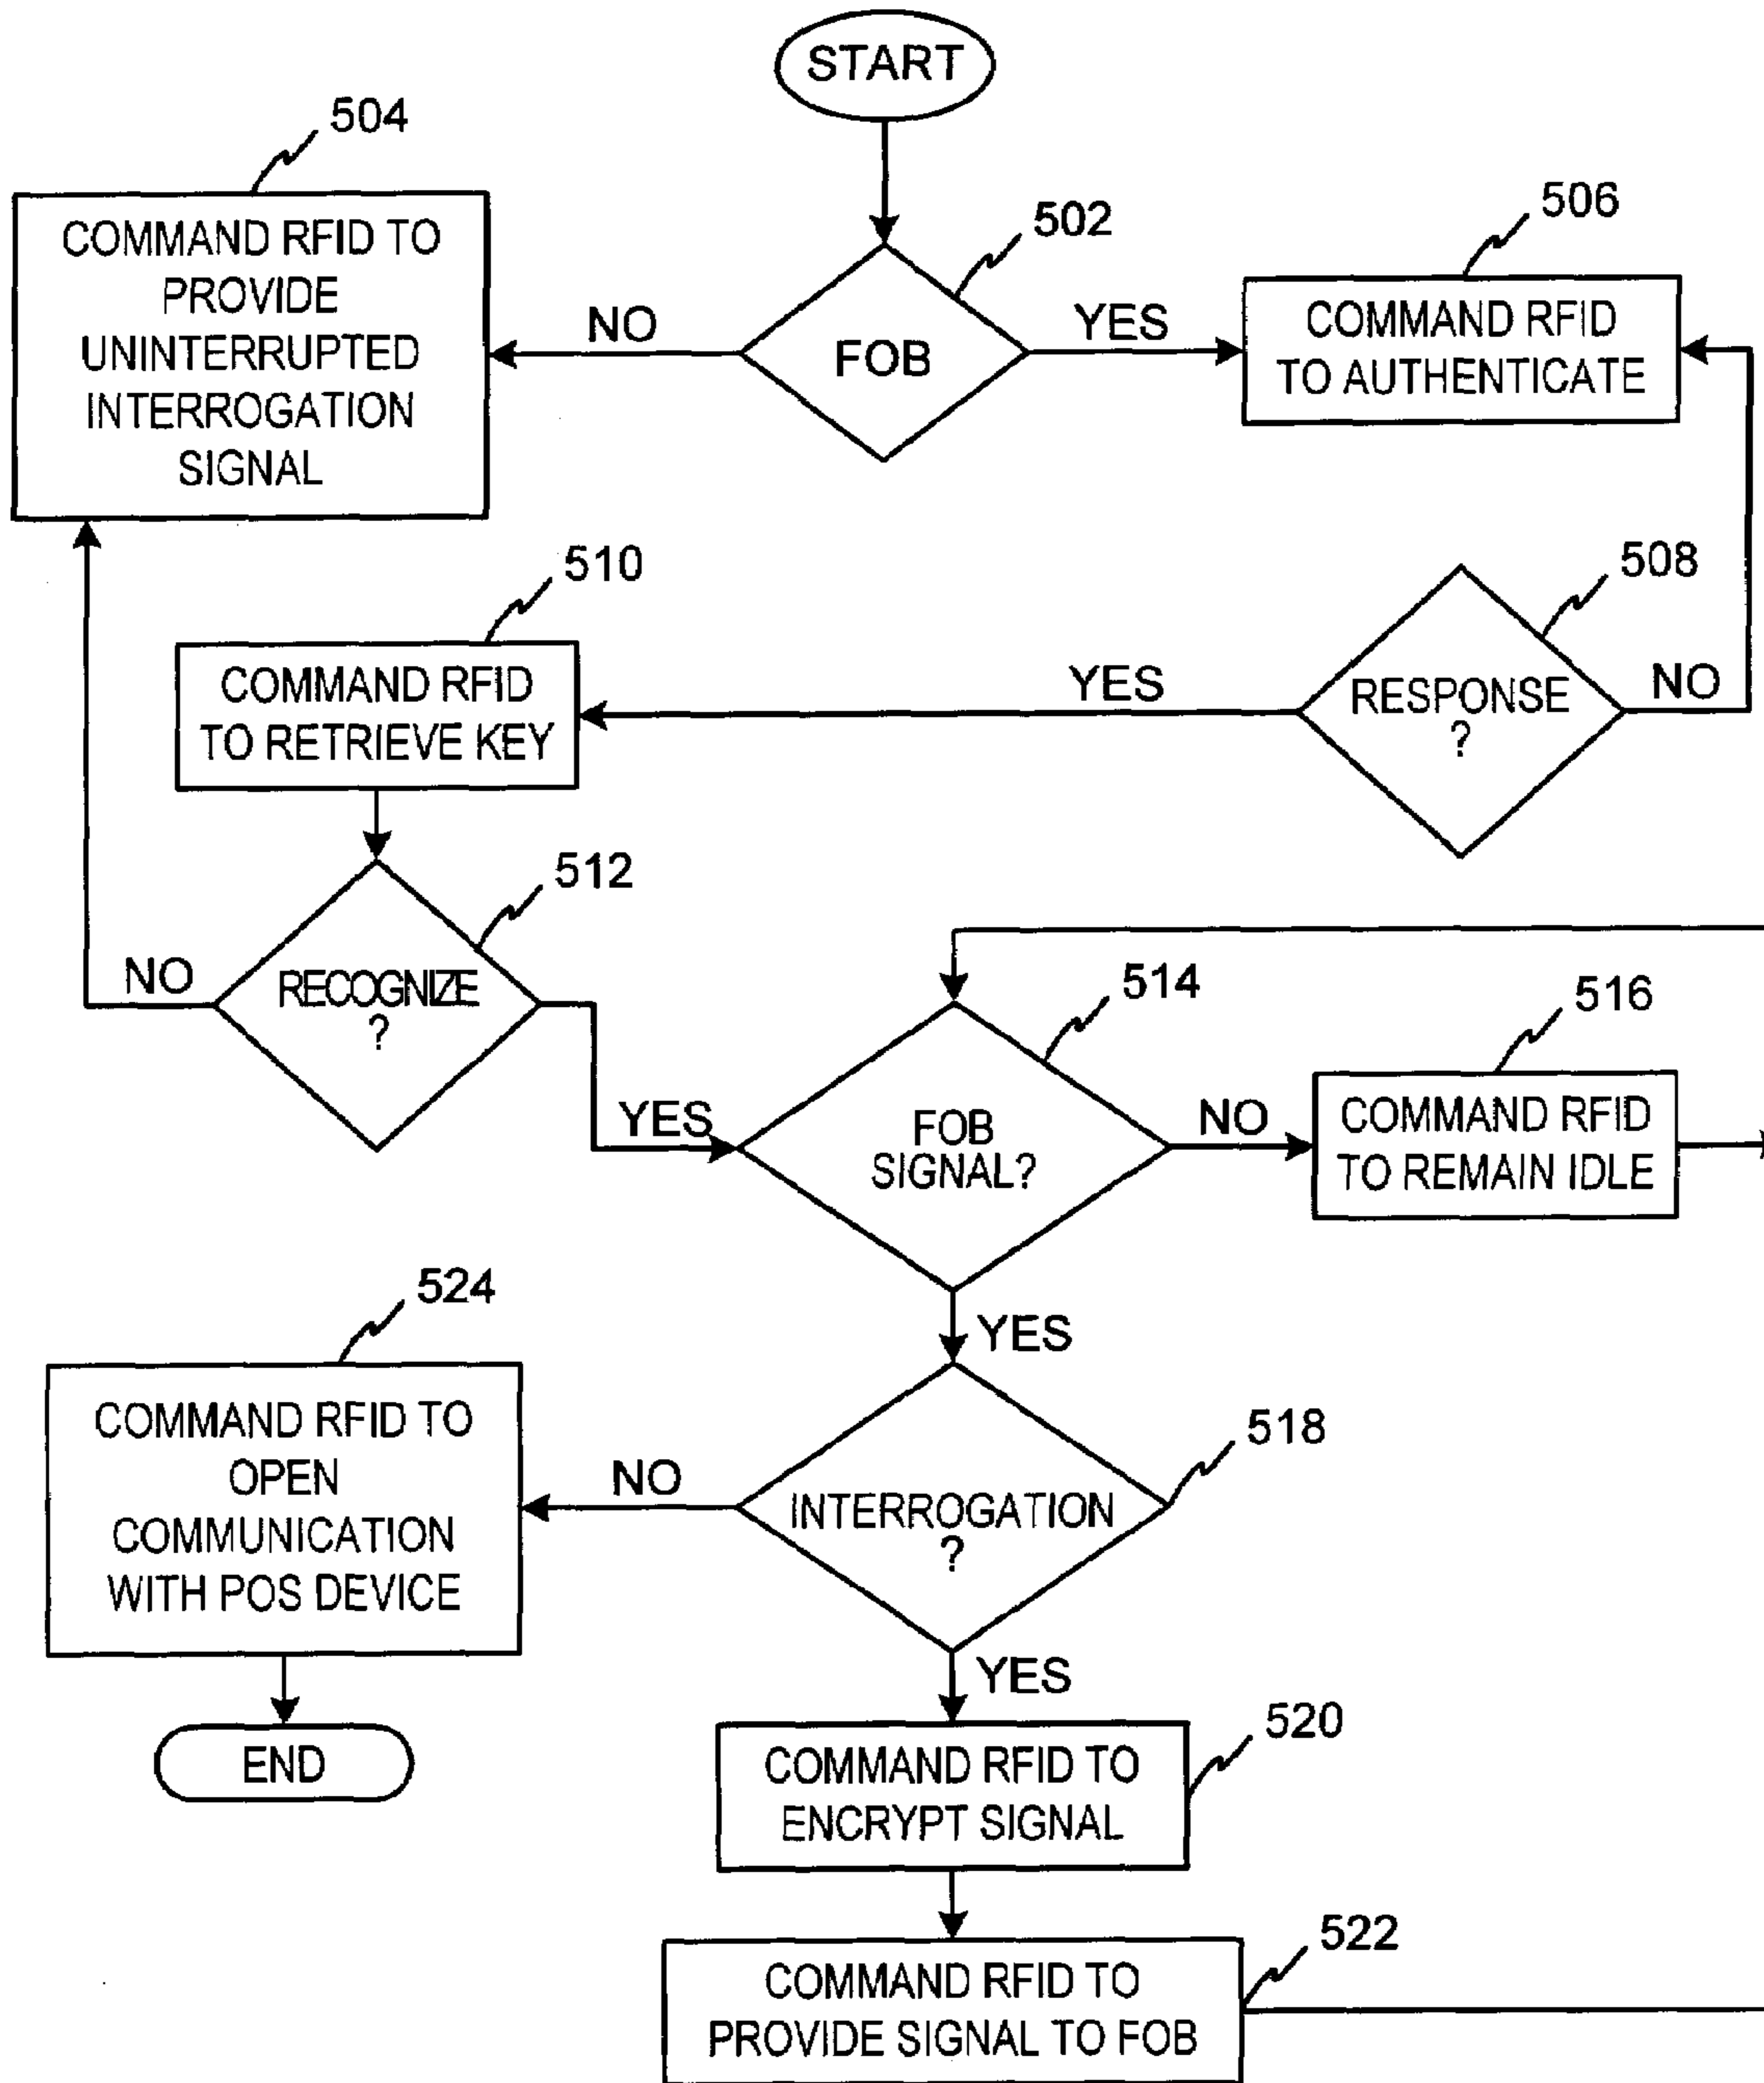 START
504
COMMAND RFID TO
PROVIDE
UNINTERRUPTED
INTERROGATION
SIGNAL
502
FOB
NO
YES
506
COMMAND RFID
TO AUTHENTICATE
508
RESPONSE
?
NO
YES
510
COMMAND RFID
TO RETRIEVE KEY
512
RECOGNIZE
?
NO
YES
514
FOB
SIGNAL?
NO
516
COMMAND RFID
TO REMAIN IDLE
YES
518
INTERROGATION
?
NO
524
COMMAND RFID TO
OPEN
COMMUNICATION
WITH POS DEVICE
END
YES
520
COMMAND RFID TO
ENCRYPT SIGNAL
522
COMMAND RFID TO
PROVIDE SIGNAL TO FOB